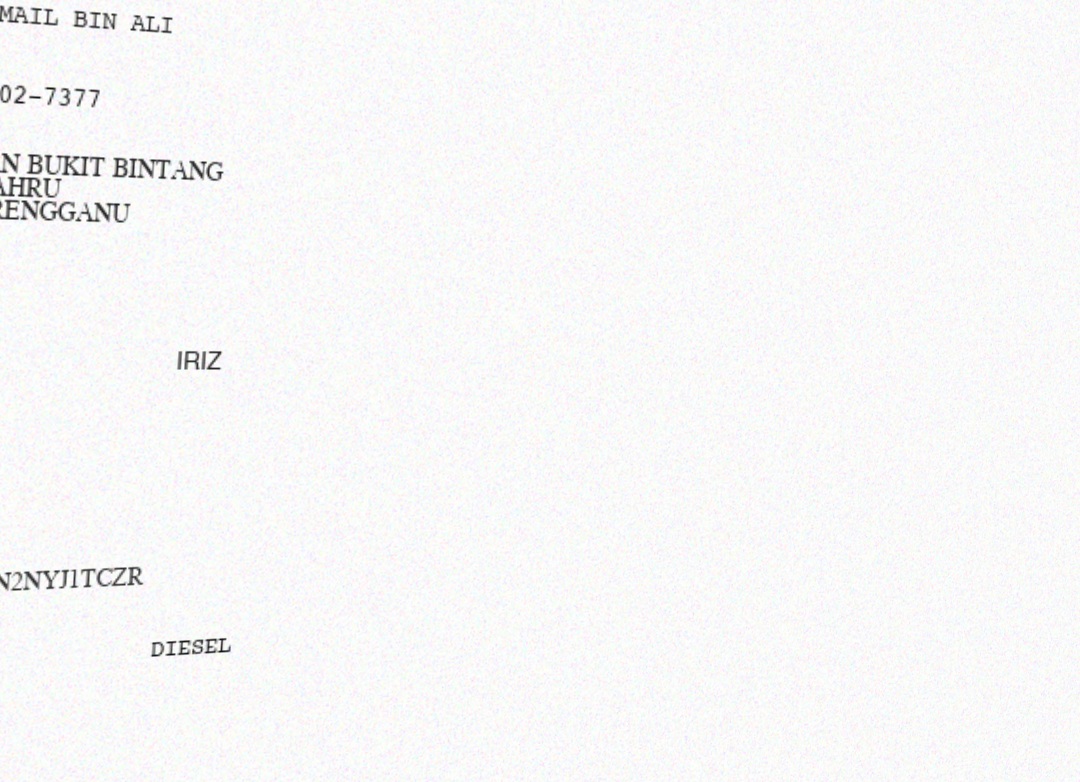 MAIL BIN ALI
02-7377
N BUKIT BINTANG
AHRU
RENGGANU
IRIZ
N2NYJ1TCZR
DIESEL